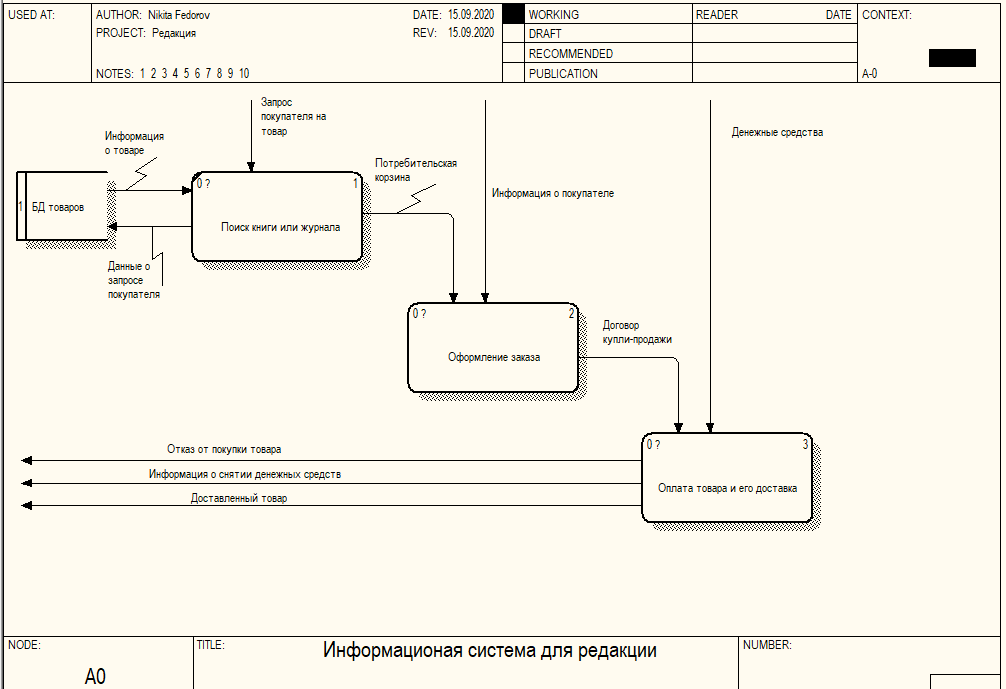 USED AT:
AUTHOR: Nikita Fedorov
DATE: 15.09.2020
PROJECT: Редакция
REV: 15.09.2020
NOTES: 1 2 3 4 5 6 7 8 9 10
WORKING
DRAFT
RECOMMENDED
PUBLICATION
READER
DATE
CONTEXT:
A-0
Запрос
покупателя на
товар
Информация
о товаре
Денежные средства
Потребительская
корзина
0 ?
1
Поиск книги или журнала
1
БД товаров
Информация о покупателе
Данные о
запросе
покупателя
0 ?
2
Оформление заказа
Договор
купли-продажи
0 ?
3
Оплата товара и его доставка
Отказ от покупки товара
Информация о снятии денежных средств
Доставленный товар
NODE:
A0
TITLE:
Информационая система для редакции
NUMBER: